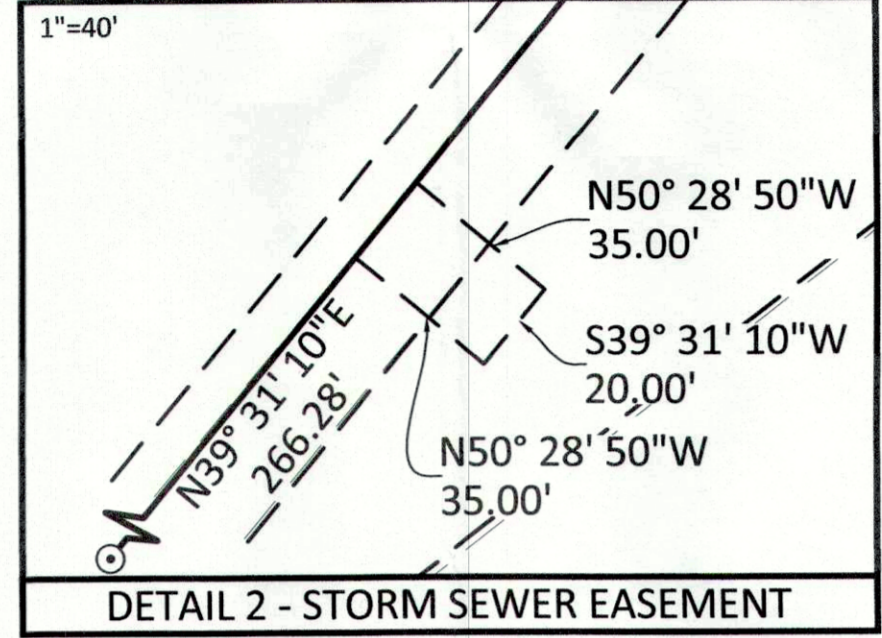 1"=40'
N50° 28' 50"W
35.00'
S39° 31' 10"W
20.00'
N39° 31' 10"E
266.28'
N50° 28' 50"W
35.00'
DETAIL 2 - STORM SEWER EASEMENT